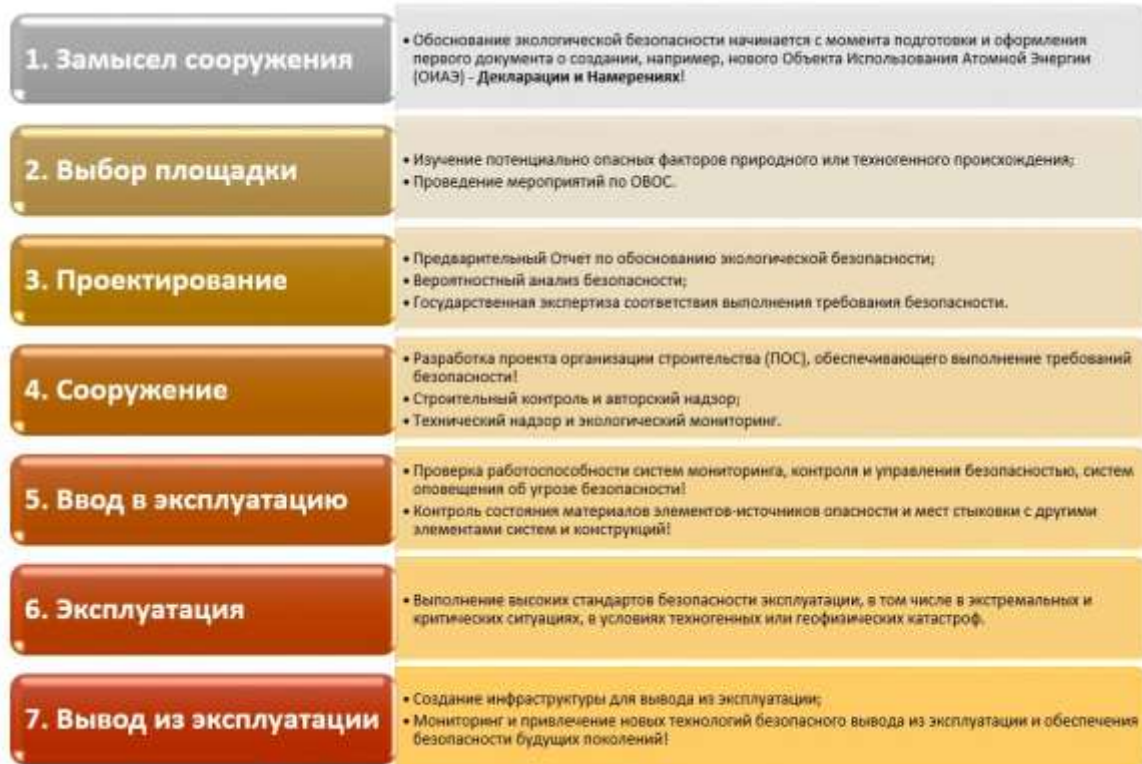 1. Замысел сооружения
• Обоснование экологической безопасности начинается с момента подготовки и оформления
первого документа о создании, например, нового Объекта Использования Атомной Энергии
(ОИАЭ) - Декларации и Намерениях!
2. Выбор площадки
• Изучение потенциально опасных факторов природного или техногенного происхождения;
• Проведение мероприятий по ОВОС.
3. Проектирование
• Предварительный Отчет по обоснованию экологической безопасности;
• Вероятностный анализ безопасности;
• Государственная экспертиза соответствия выполнения требования безопасности.
4. Сооружение
• Разработка проекта организации строительства (ПОС), обеспечивающего выполнение требований
безопасности!
• Строительный контроль и авторский надзор;
• Технический надзор и экологический мониторинг.
5. Ввод в эксплуатацию
• Проверка работоспособности систем мониторинга, контроля и управления безопасностью, систем
оповещения об угрозе безопасности!
• Контроль состояния материалов элементов-источников опасности и мест стыковки с другими
элементами систем и конструкций!
6. Эксплуатация
• Выполнение высоких стандартов безопасности эксплуатации, в том числе в экстремальных и
критических ситуациях, в условиях техногенных или геофизических катастроф.
7. Вывод из эксплуатации
• Создание инфраструктуры для вывода из эксплуатации;
• Мониторинг и привлечение новых технологий безопасного вывода из эксплуатации и обеспечения
безопасности будущих поколений!